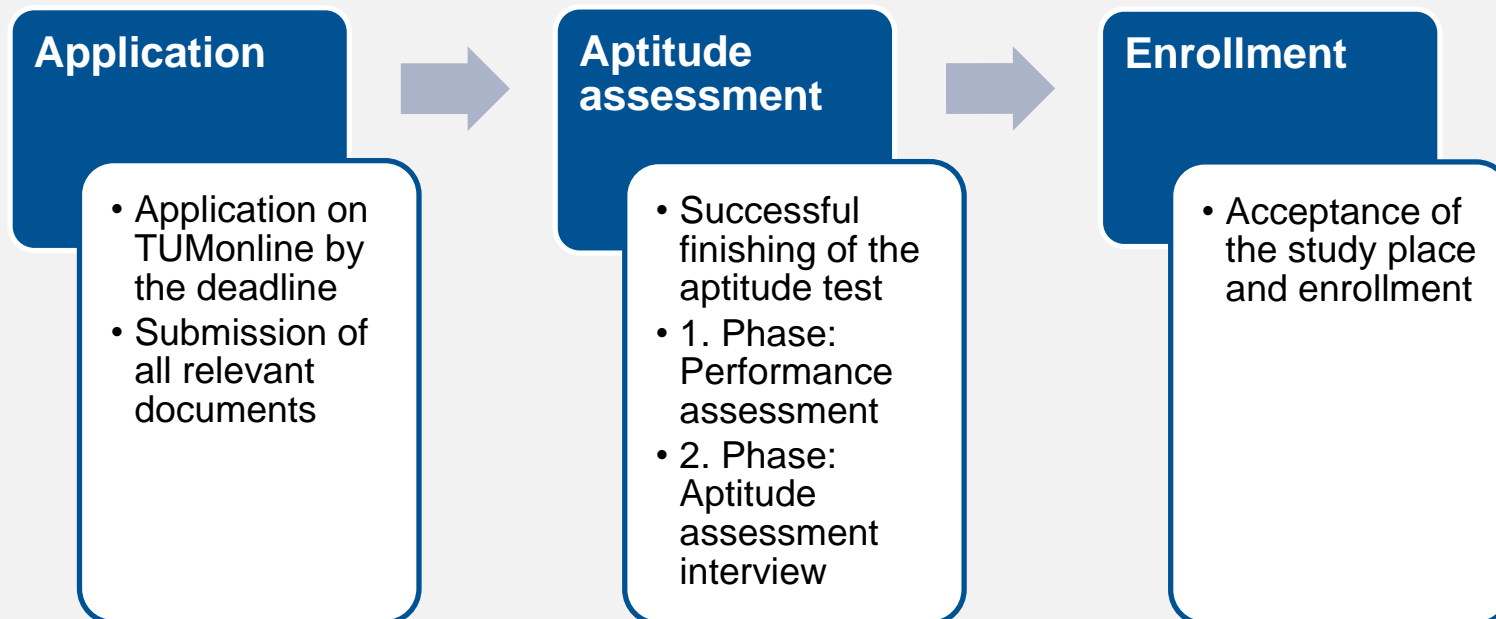 Application
• Application on
TUMonline by
the deadline
• Submission of
all relevant
documents
Aptitude
assessment
• Successful
finishing of the
aptitude test
• 1. Phase:
Performance
assessment
• 2. Phase:
Aptitude
assessment
interview
Enrollment
• Acceptance of
the study place
and enrollment